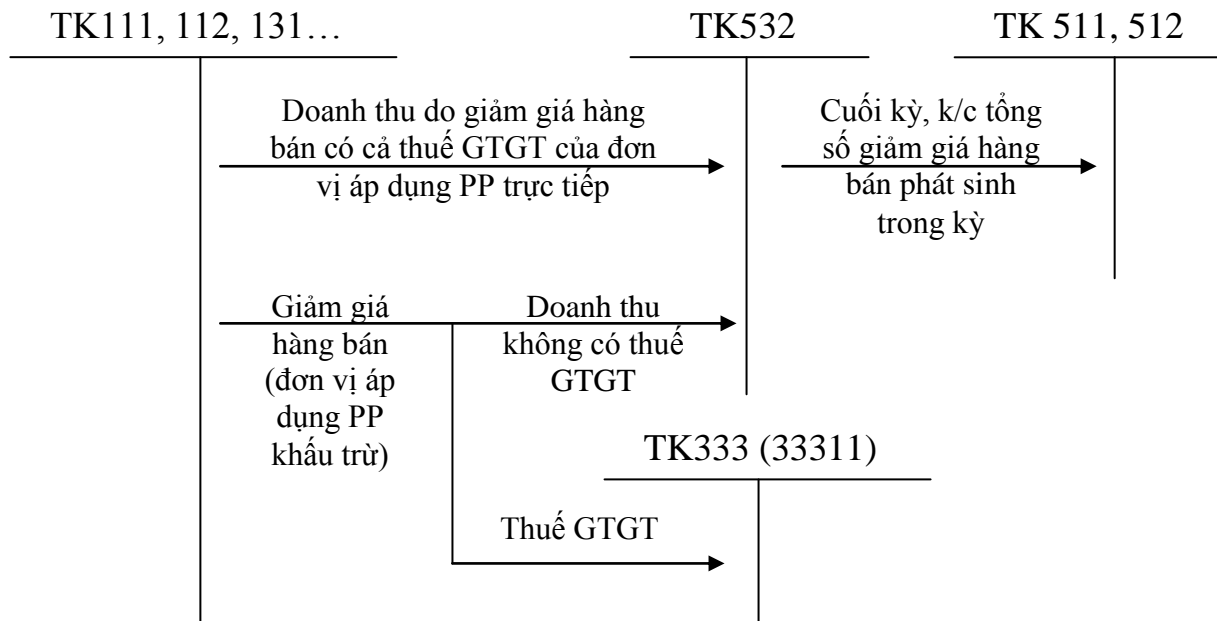 TK111, 112, 131…
TK532
TK 511, 512
Doanh thu do giảm giá hàng
bán có cả thuế GTGT của đơn
vị áp dụng PP trực tiếp
Cuối kỳ, k/c tổng
số giảm giá hàng
bán phát sinh
trong kỳ
Giảm giá
hàng bán
(đơn vị áp
dụng PP
khấu trừ)
Doanh thu
không có thuế
GTGT
TK333 (33311)
Thuế GTGT